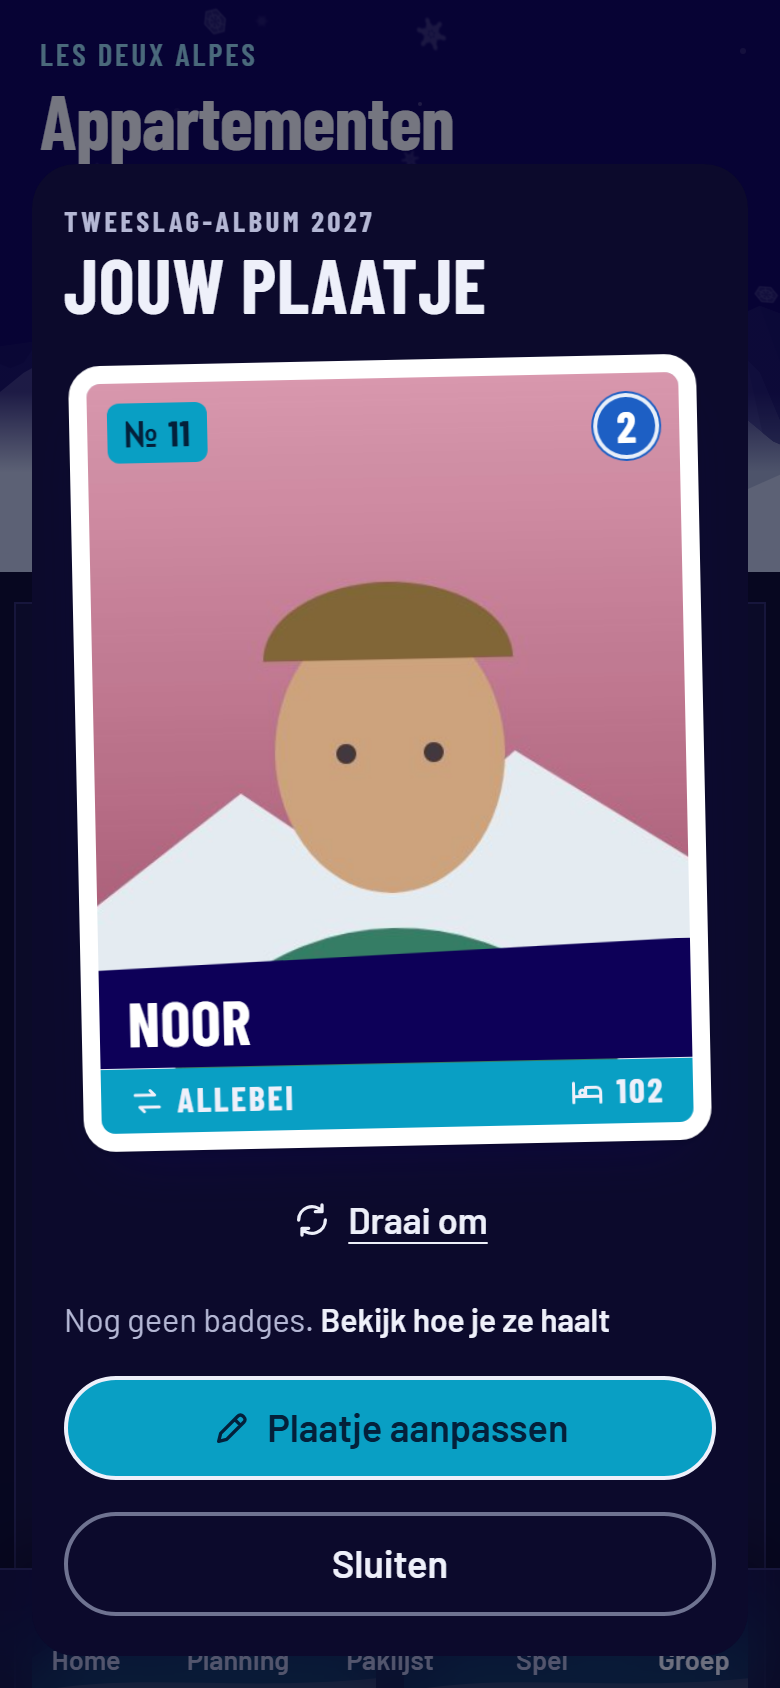 LES DEUX ALPES
Appartementen
TWEESLAG-ALBUM 2027
JOUW PLAATJE
№ 11
2
NOOR
ALLEBEI
102
Draai om
Nog geen badges. Bekijk hoe je ze haalt
Plaatje aanpassen
Sluiten
Home Planning Paklijst Spel Groep